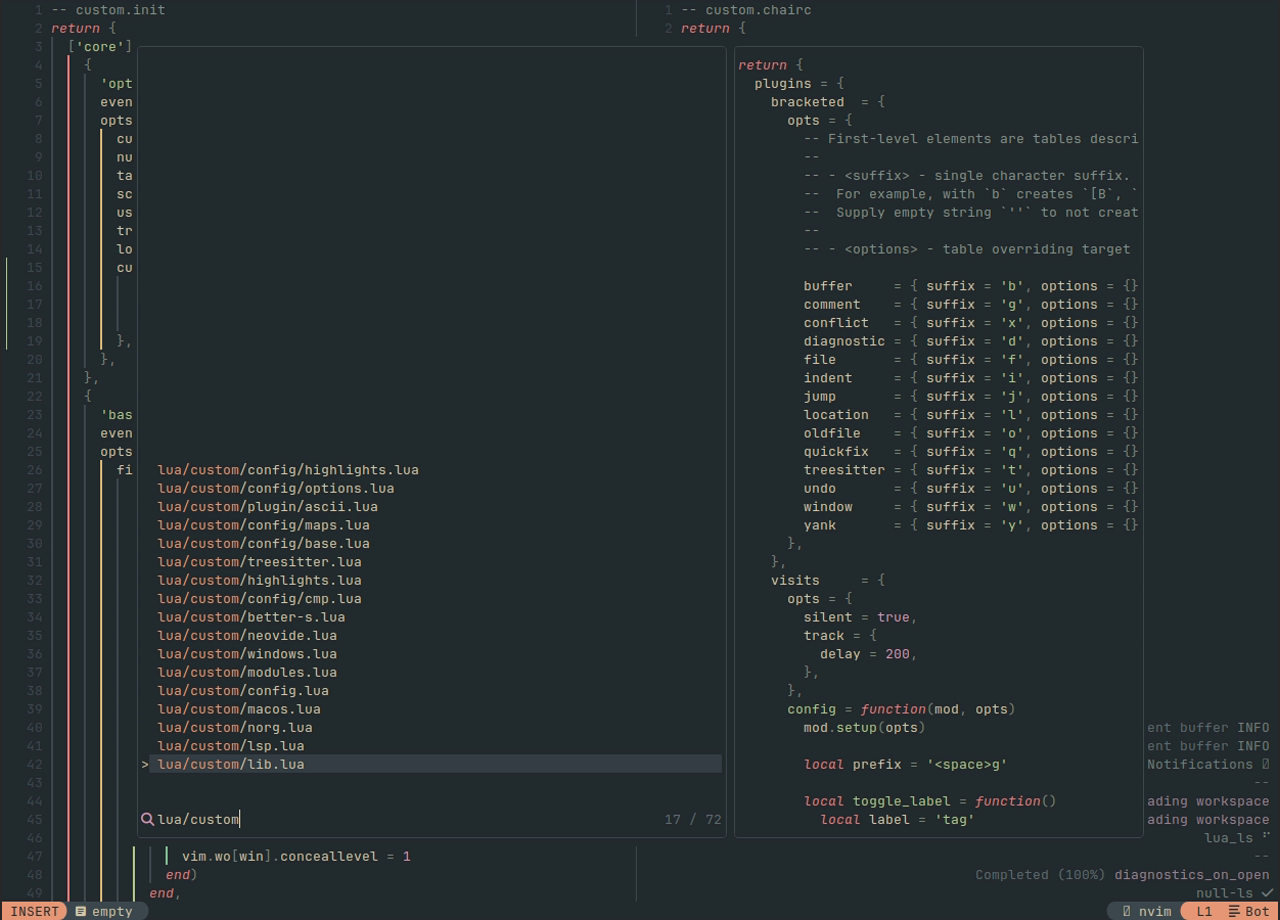 1 -- custom.init
2 return {
3 ['core']
4 {
5 'opt
6 even
7 opts
8 cu
9 nu
10 ta
11 sc
12 us
13 tr
14 lo
15 cu
16
17
18
19 },
20 },
21 },
22 {
23 'bas
24 even
25 opts
26 fi
27
28
29
30
31
32
33
34
35
36
37
38
39
40
41
42
43
44
45
46
47 vim.wo[win].conceallevel = 1
48 end)
49 end,
lua/custom/config/highlights.lua
lua/custom/config/options.lua
lua/custom/plugin/ascii.lua
lua/custom/config/maps.lua
lua/custom/config/base.lua
lua/custom/treesitter.lua
lua/custom/highlights.lua
lua/custom/config/cmp.lua
lua/custom/better-s.lua
lua/custom/neovide.lua
lua/custom/windows.lua
lua/custom/modules.lua
lua/custom/config.lua
lua/custom/macos.lua
lua/custom/norg.lua
lua/custom/lsp.lua
> lua/custom/lib.lua
lua/custom 17 / 72
1 -- custom.chairc
2 return {
return {
plugins = {
bracketed = {
opts = {
-- First-level elements are tables descri
--
-- - <suffix> - single character suffix.
-- For example, with `b` creates `[B`, `
-- Supply empty string `''` to not creat
--
-- - <options> - table overriding target
buffer = { suffix = 'b', options = {}
comment = { suffix = 'g', options = {}
conflict = { suffix = 'x', options = {}
diagnostic = { suffix = 'd', options = {}
file = { suffix = 'f', options = {}
indent = { suffix = 'i', options = {}
jump = { suffix = 'j', options = {}
location = { suffix = 'l', options = {}
oldfile = { suffix = 'o', options = {}
quickfix = { suffix = 'q', options = {}
treesitter = { suffix = 't', options = {}
undo = { suffix = 'u', options = {}
window = { suffix = 'w', options = {}
yank = { suffix = 'y', options = {}
},
},
visits = {
opts = {
silent = true,
track = {
delay = 200,
},
},
config = function(mod, opts)
mod.setup(opts)
local prefix = '<space>g'
local toggle_label = function()
local label = 'tag'
ent buffer INFO
ent buffer INFO
Notifications
--
ading workspace
ading workspace
lua_ls
--
Completed (100%) diagnostics_on_open
null-ls ✓
INSERT empty nvim L1 Bot